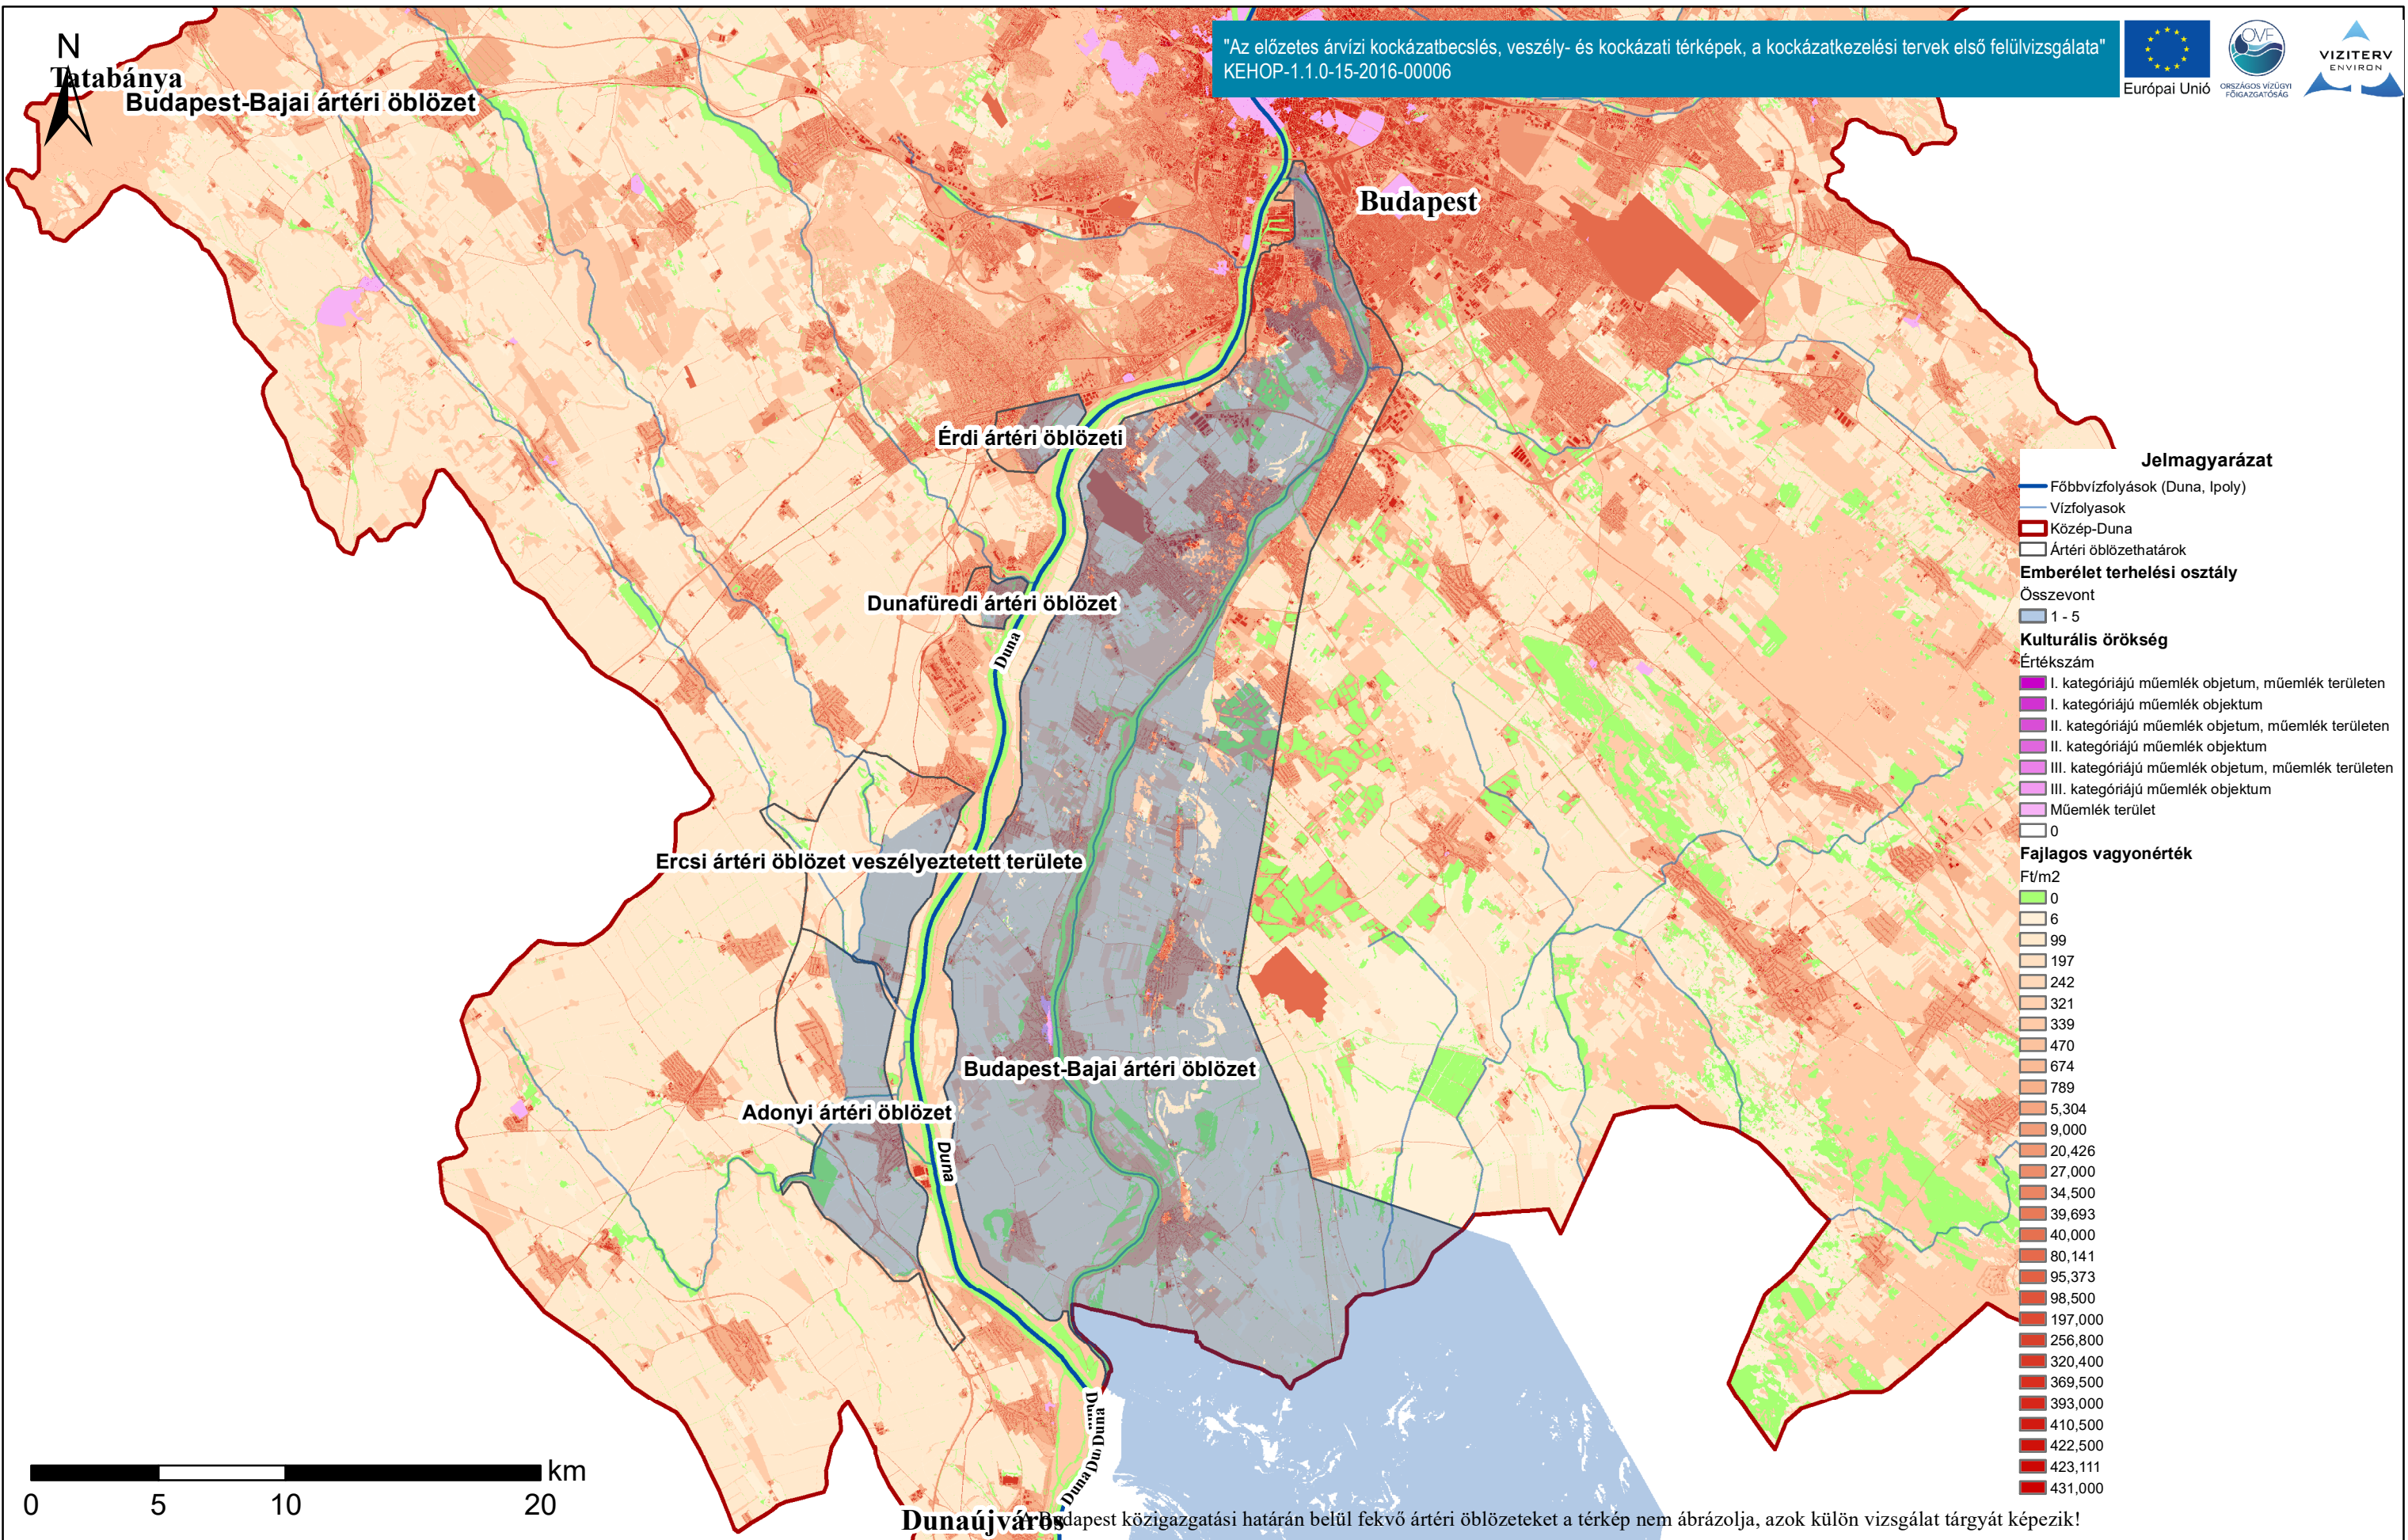 "Az előzetes árvízi kockázatbecslés, veszély- és kockázati térképek, a kockázatkezelési tervek első felülvizsgálata"
KEHOP-1.1.0-15-2016-00006
Európai Unió
OVF
ORSZÁGOS VÍZÜGYI
FŐIGAZGATÓSÁG
VIZITERV
ENVIRON
N
Tatabánya
Budapest-Bajai ártéri öblözet
Budapest
Érdi ártéri öblözeti
Dunafüredi ártéri öblözet
Duna
Ercsi ártéri öblözet veszélyeztetett területe
Budapest-Bajai ártéri öblözet
Adonyi ártéri öblözet
Duna
Duna
Duna
Duna
Dunaújváros
Jelmagyarázat
Főbbvízfolyások (Duna, Ipoly)
Vízfolyasok
Közép-Duna
Ártéri öblözethatárok
Emberélet terhelési osztály
Összevont
1 - 5
Kulturális örökség
Értékszám
I. kategóriájú műemlék objetum, műemlék területen
I. kategóriájú műemlék objektum
II. kategóriájú műemlék objetum, műemlék területen
II. kategóriájú műemlék objektum
III. kategóriájú műemlék objetum, műemlék területen
III. kategóriájú műemlék objektum
Műemlék terület
0
Fajlagos vagyonérték
Ft/m2
0
6
99
197
242
321
339
470
674
789
5,304
9,000
20,426
27,000
34,500
39,693
40,000
80,141
95,373
98,500
197,000
256,800
320,400
369,500
393,000
410,500
422,500
423,111
431,000
km
0 5 10 20
A Budapest közigazgatási határán belül fekvő ártéri öblözeteket a térkép nem ábrázolja, azok külön vizsgálat tárgyát képezik!